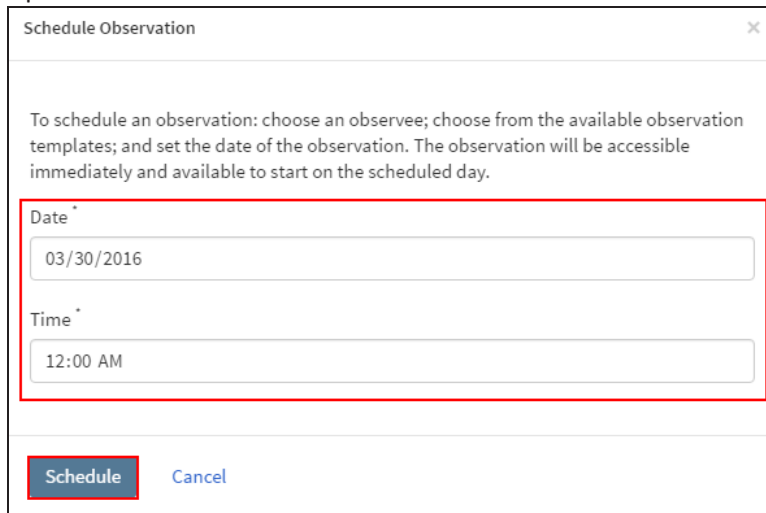 Schedule Observation ×
To schedule an observation: choose an observee; choose from the available observation
templates; and set the date of the observation. The observation will be accessible
immediately and available to start on the scheduled day.
Date *
03/30/2016
Time *
12:00 AM
Schedule Cancel